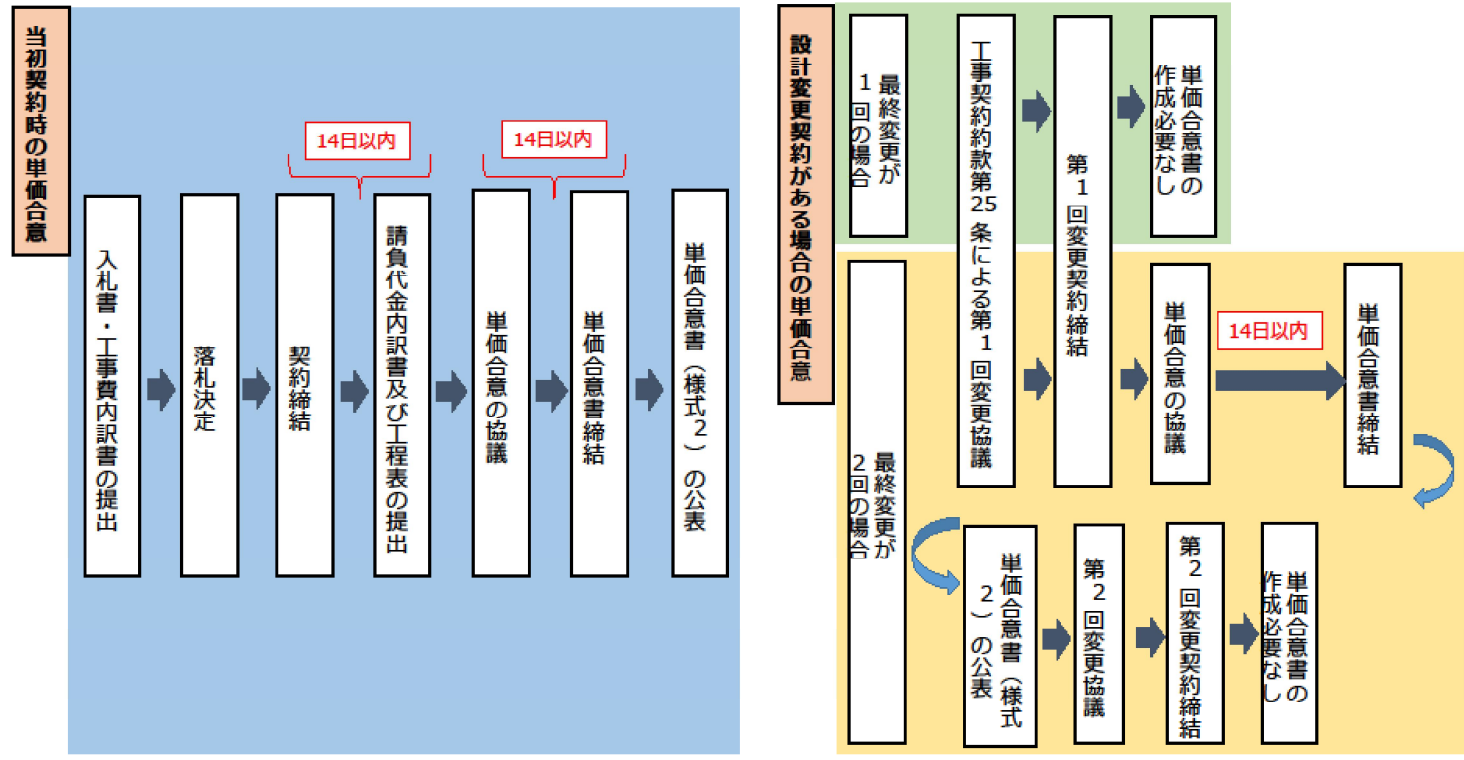 当初契約時の単価合意
14日以内
14日以内
入札書・工事費内訳書の提出
落札決定
契約締結
請負代金内訳書及び工程表の提出
単価合意の協議
単価合意書締結
単価合意書（様式２）の公表
設計変更契約がある場合の単価合意
最終変更が
１回の場合
工事契約約款第25条による第１回変更協議
第１回変更契約締結
単価合意書の
作成必要なし
最終変更が
２回の場合
単価合意の協議
14日以内
単価合意書締結
単価合意書（様式
２）の公表
第２回変更協議
第２回変更契約締結
単価合意書の
作成必要なし